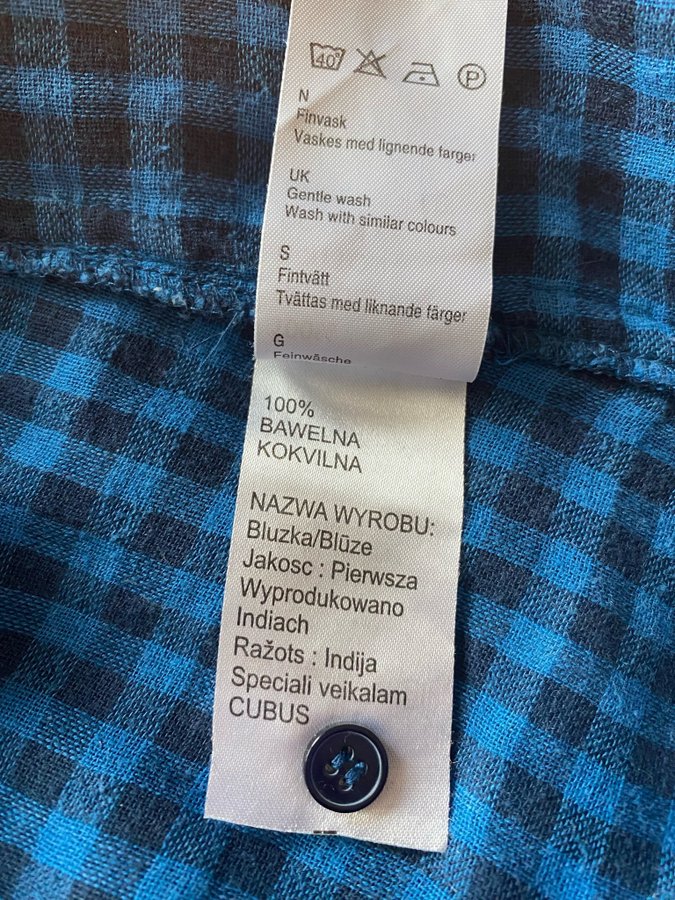 40 P
N
Finvask
Vaskes med lignende farger
UK
Gentle wash
Wash with similar colours
S
Fintvätt
Tvättas med liknande färger
G
Feinwäsche
100%
BAWELNA
KOKVILNA
NAZWA WYROBU:
Bluzka/Blūze
Jakosc : Pierwsza
Wyprodukowano
Indiach
Ražots : Indija
Speciali veikalam
CUBUS